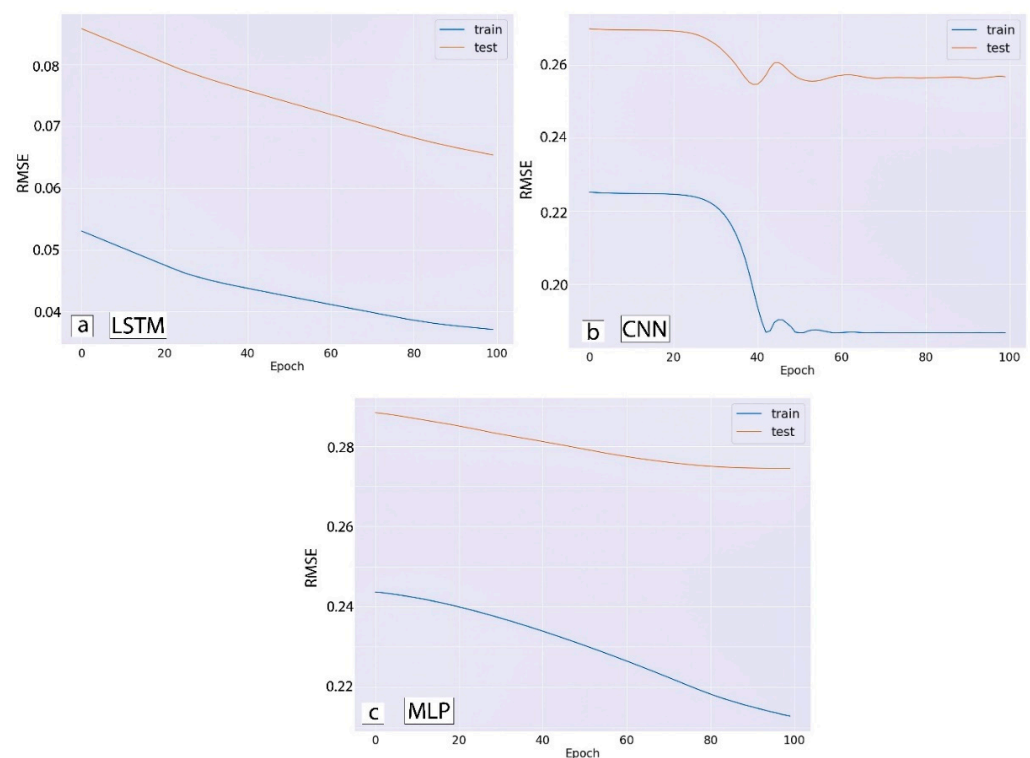 train
test
0.08
0.07
0.06
0.05
0.04
RMSE
a LSTM
0 20 40 60 80 100
Epoch
train
test
0.26
0.24
0.22
0.20
RMSE
b CNN
0 20 40 60 80 100
Epoch
train
test
0.28
0.26
0.24
0.22
RMSE
c MLP
0 20 40 60 80 100
Epoch